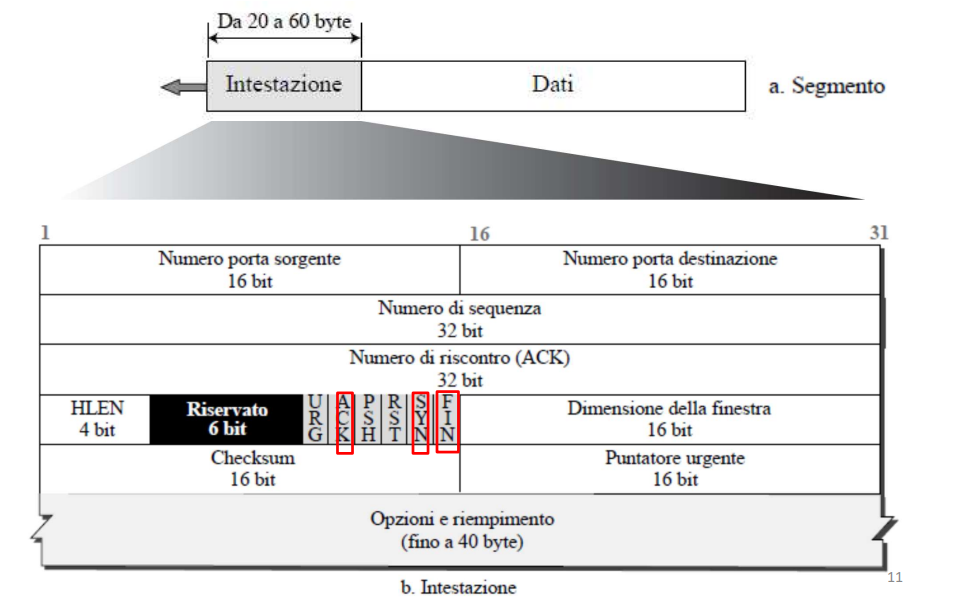 Da 20 a 60 byte
Intestazione
Dati
a. Segmento
1
16
31
Numero porta sorgente
16 bit
Numero porta destinazione
16 bit
Numero di sequenza
32 bit
Numero di riscontro (ACK)
32 bit
HLEN
4 bit
Riservato
6 bit
URG
ACK
PSH
RST
SYN
FIN
Dimensione della finestra
16 bit
Checksum
16 bit
Puntatore urgente
16 bit
Opzioni e riempimento
(fino a 40 byte)
b. Intestazione
11